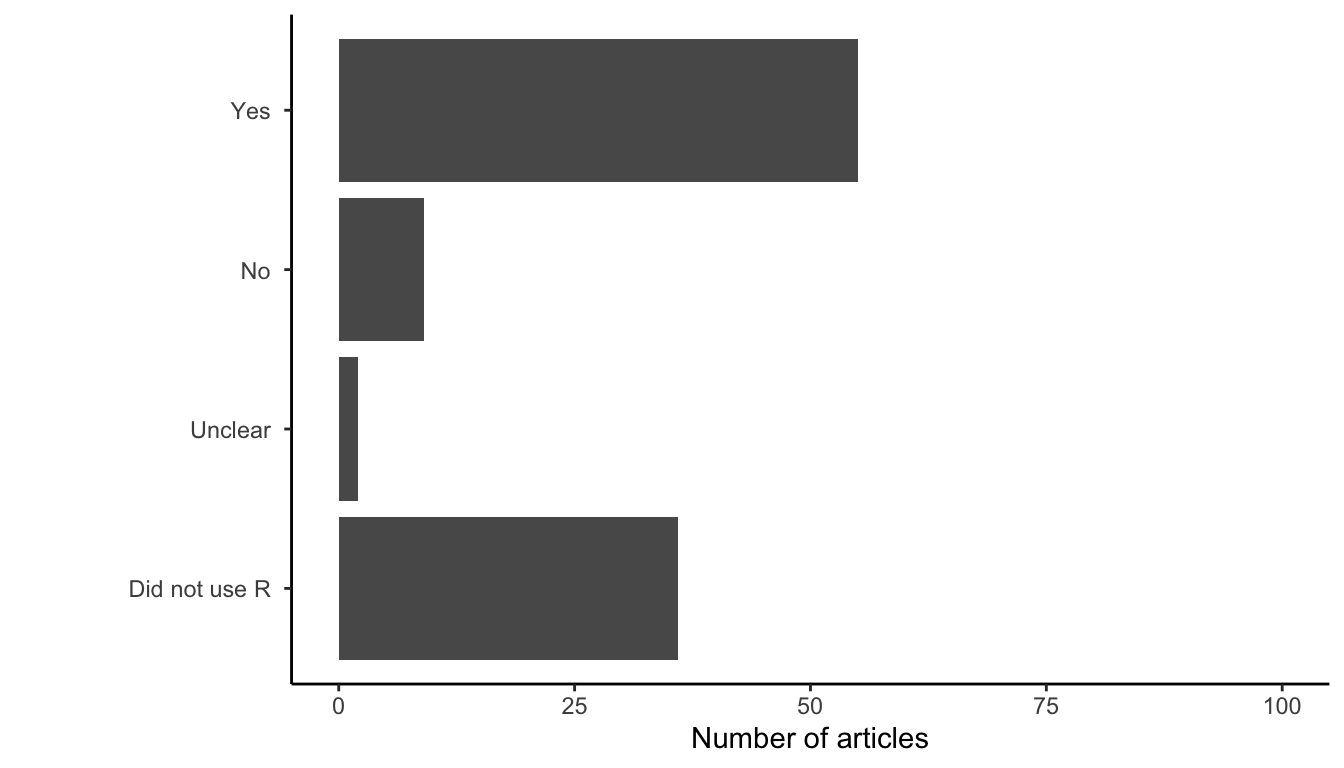 Yes
No
Unclear
Did not use R
0 25 50 75 100
Number of articles